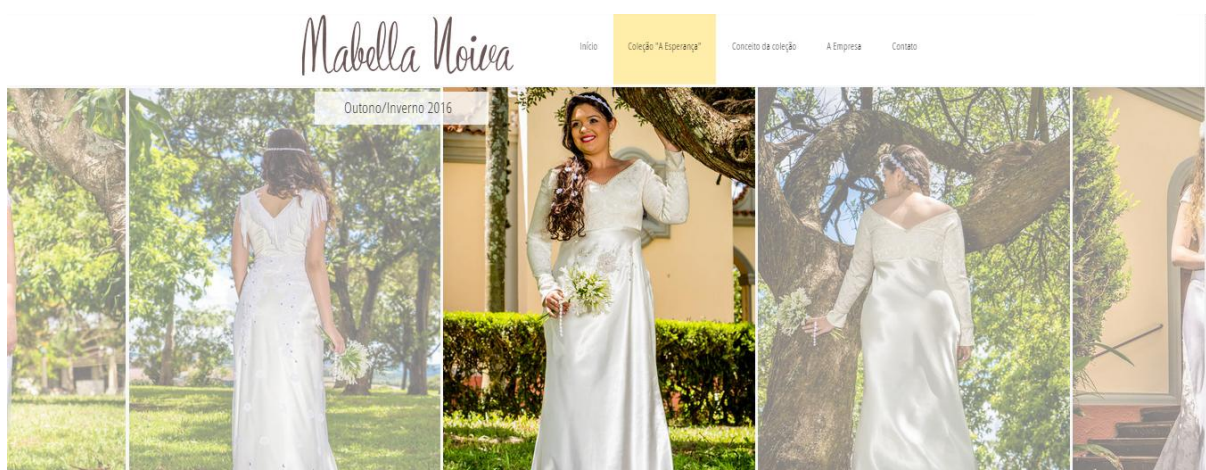 Mabella Noiva
Início
Coleção "A Esperança"
Conceito da coleção
A Empresa
Contato
Outono/Inverno 2016